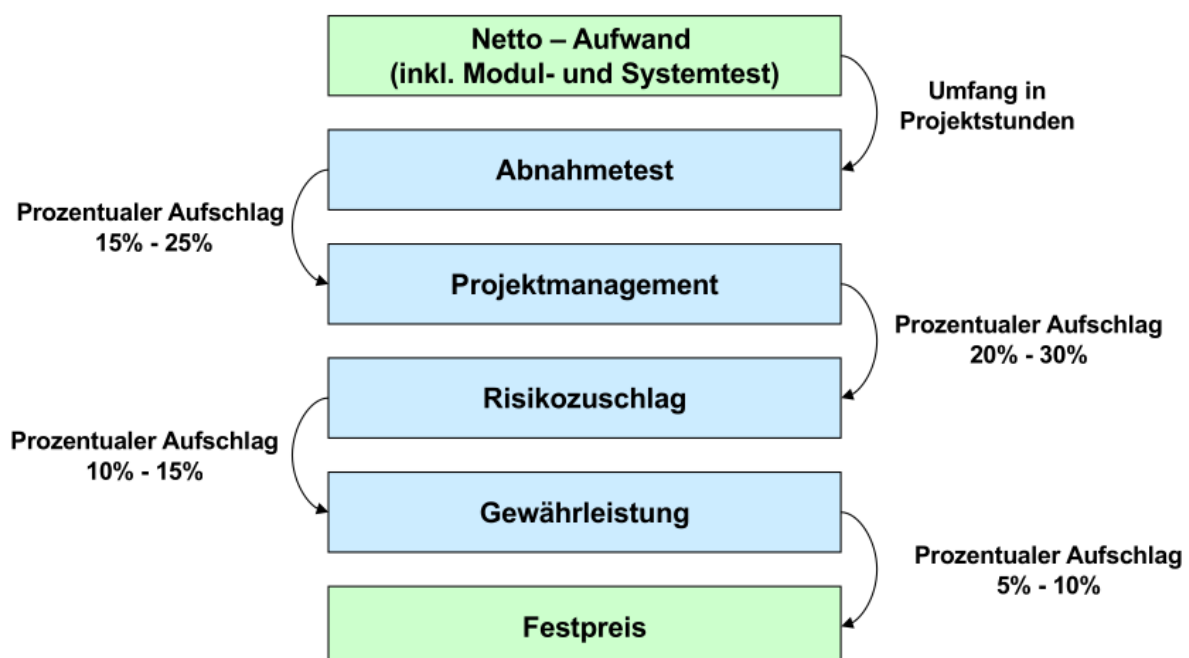 Netto – Aufwand
(inkl. Modul- und Systemtest)
Umfang in
Projektstunden
Abnahmetest
Prozentualer Aufschlag
15% - 25%
Projektmanagement
Prozentualer Aufschlag
20% - 30%
Risikozuschlag
Prozentualer Aufschlag
10% - 15%
Gewährleistung
Prozentualer Aufschlag
5% - 10%
Festpreis